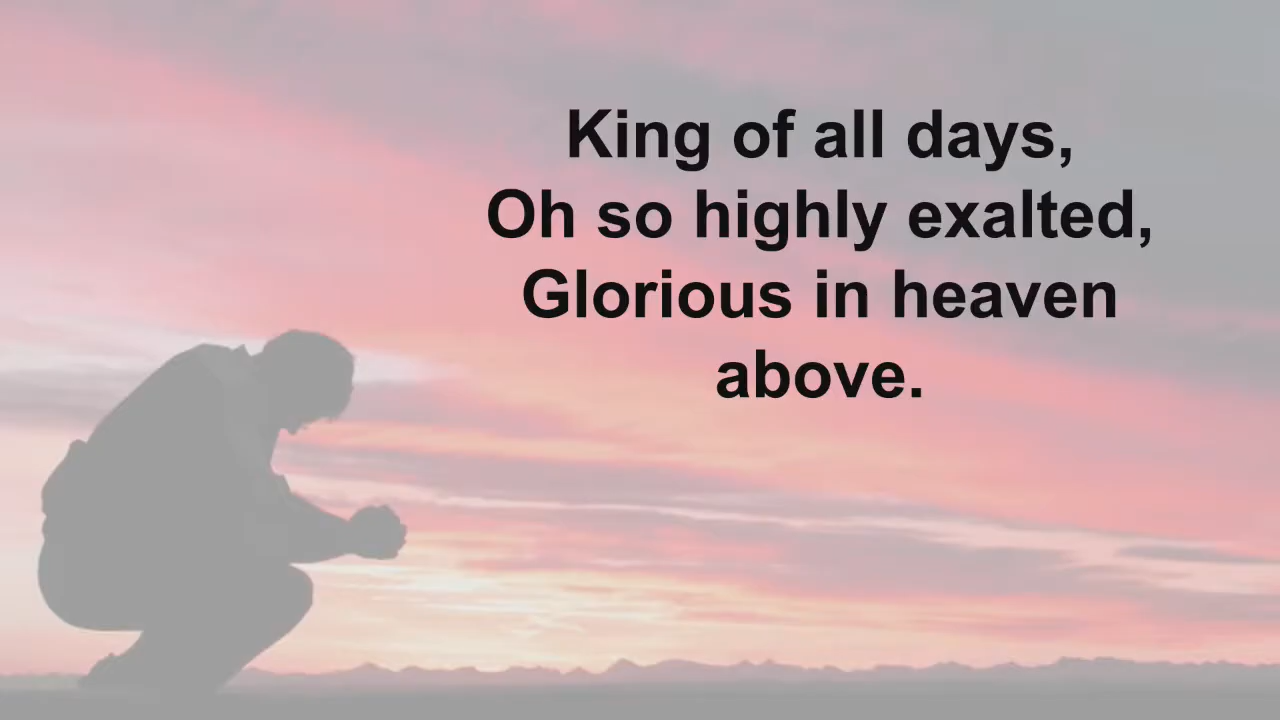 King of all days,
Oh so highly exalted,
Glorious in heaven
above.